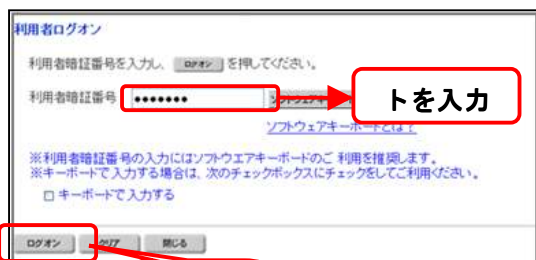 利用者ログオン
利用者暗証番号を入力し、 ログオン を押してください。
利用者暗証番号 ●●●●●●●
トを入力
ソフトウェアキーボードとは?
※利用者暗証番号の入力にはソフトウエアキーボードのご利用を推奨します。
※キーボードで入力する場合は、次のチェックボックスにチェックをしてご利用ください。
キーボードで入力する
ログオン クリア 閉じる